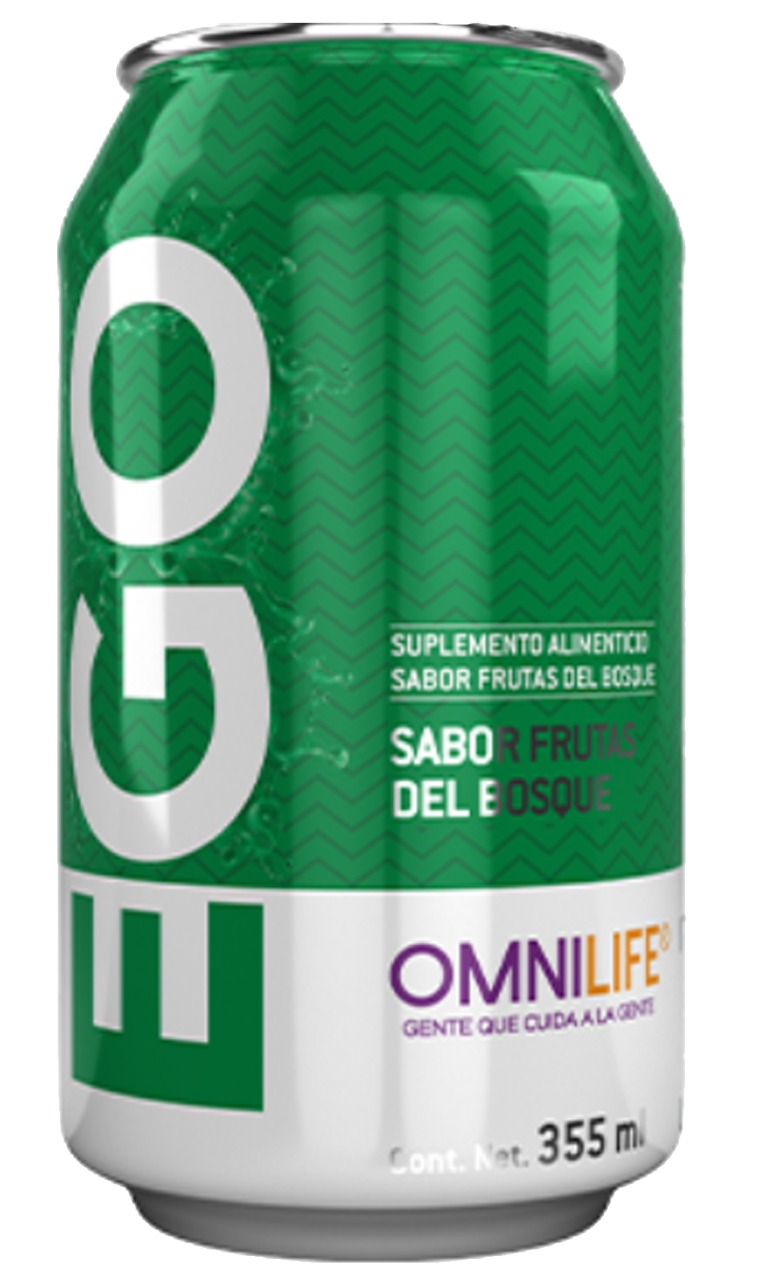 EGO
SUPLEMENTO ALIMENTICIO
SABOR FRUTAS DEL BOSQUE
SABOR FRUTAS
DEL BOSQUE
OMNILIFE®
GENTE QUE CUIDA A LA GENTE
Cont. Net. 355 ml